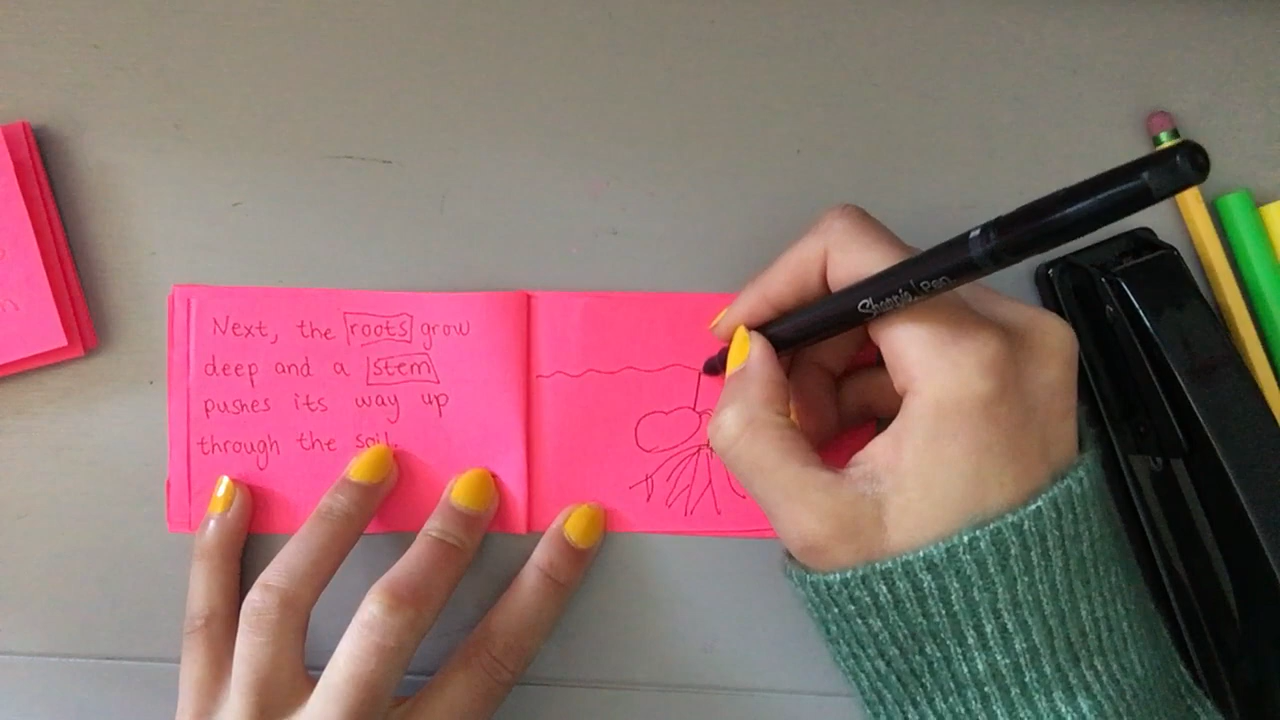 Next, the roots grow
deep and a stem
pushes its way up
through the soil.
Sharpie Pen